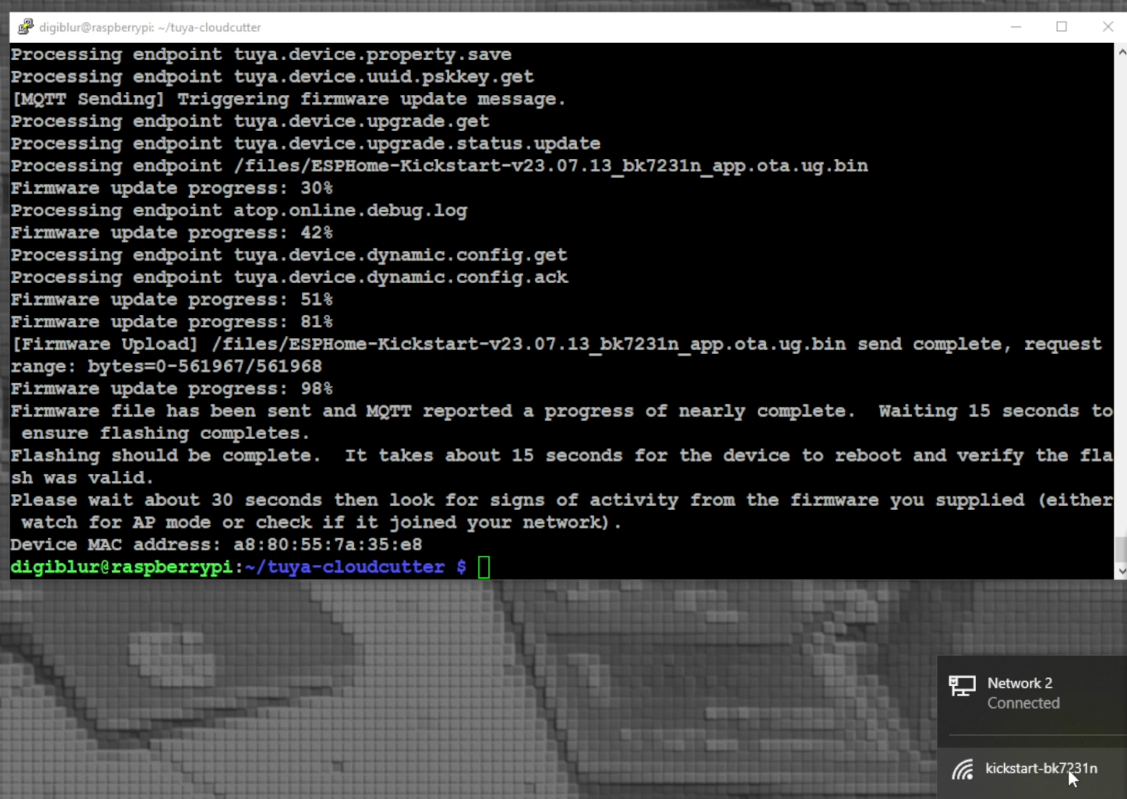 digiblur@raspberrypi: ~/tuya-cloudcutter
Processing endpoint tuya.device.property.save
Processing endpoint tuya.device.uuid.pskkey.get
[MQTT Sending] Triggering firmware update message.
Processing endpoint tuya.device.upgrade.get
Processing endpoint tuya.device.upgrade.status.update
Processing endpoint /files/ESPHome-Kickstart-v23.07.13_bk7231n_app.ota.ug.bin
Firmware update progress: 30%
Processing endpoint atop.online.debug.log
Firmware update progress: 42%
Processing endpoint tuya.device.dynamic.config.get
Processing endpoint tuya.device.dynamic.config.ack
Firmware update progress: 51%
Firmware update progress: 81%
[Firmware Upload] /files/ESPHome-Kickstart-v23.07.13_bk7231n_app.ota.ug.bin send complete, request
range: bytes=0-561967/561968
Firmware update progress: 98%
Firmware file has been sent and MQTT reported a progress of nearly complete.  Waiting 15 seconds to
 ensure flashing completes.
Flashing should be complete.  It takes about 15 seconds for the device to reboot and verify the fla
sh was valid.
Please wait about 30 seconds then look for signs of activity from the firmware you supplied (either
 watch for AP mode or check if it joined your network).
Device MAC address: a8:80:55:7a:35:e8
digiblur@raspberrypi:~/tuya-cloudcutter $
Network 2
Connected
kickstart-bk7231n